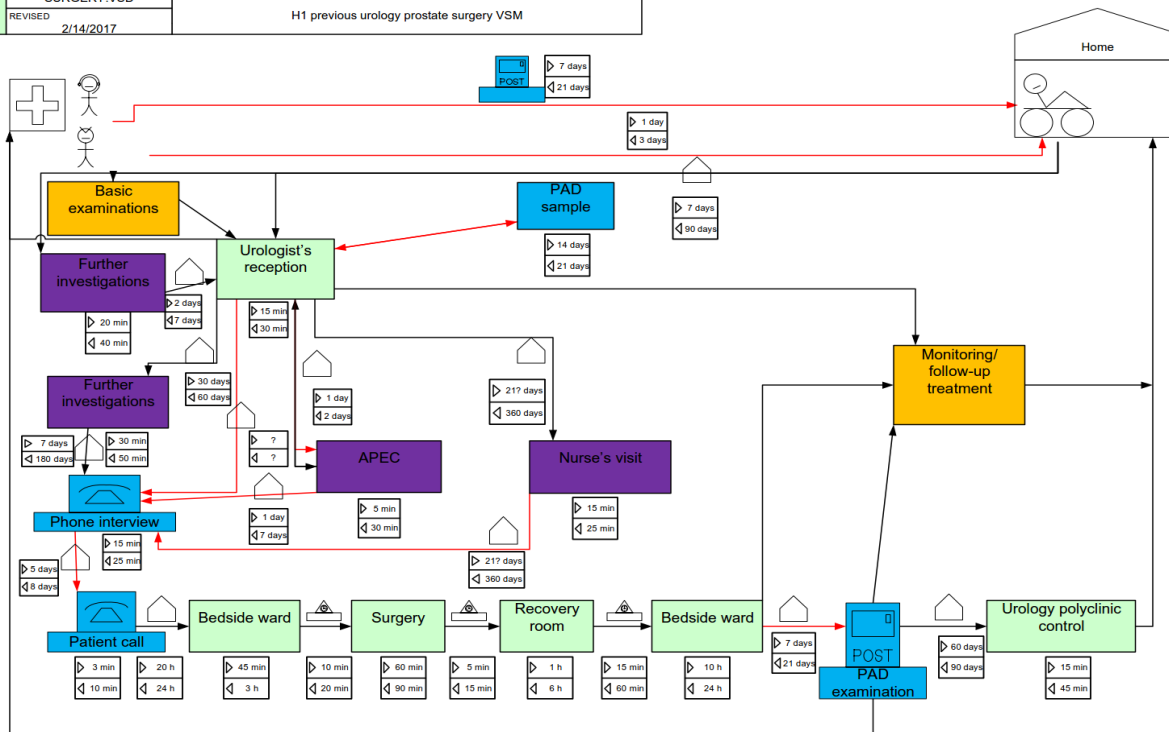 SURGERY.VSD
REVISED
2/14/2017
H1 previous urology prostate surgery VSM
Home
POST
7 days
21 days
1 day
3 days
Basic
examinations
PAD
sample
7 days
90 days
14 days
21 days
Urologist's
reception
Further
investigations
2 days
7 days
15 min
30 min
20 min
40 min
Monitoring/
follow-up
treatment
Further
investigations
30 days
60 days
1 day
2 days
21? days
360 days
7 days
180 days
30 min
50 min
?
?
APEC
Nurse's visit
5 min
30 min
15 min
25 min
Phone interview
1 day
7 days
15 min
25 min
21? days
360 days
5 days
8 days
Patient call
Bedside ward
Surgery
Recovery
room
Bedside ward
POST
PAD
examination
Urology polyclinic
control
7 days
21 days
60 days
90 days
3 min
10 min
20 h
24 h
45 min
3 h
10 min
20 min
60 min
90 min
5 min
15 min
1 h
6 h
15 min
60 min
10 h
24 h
15 min
45 min